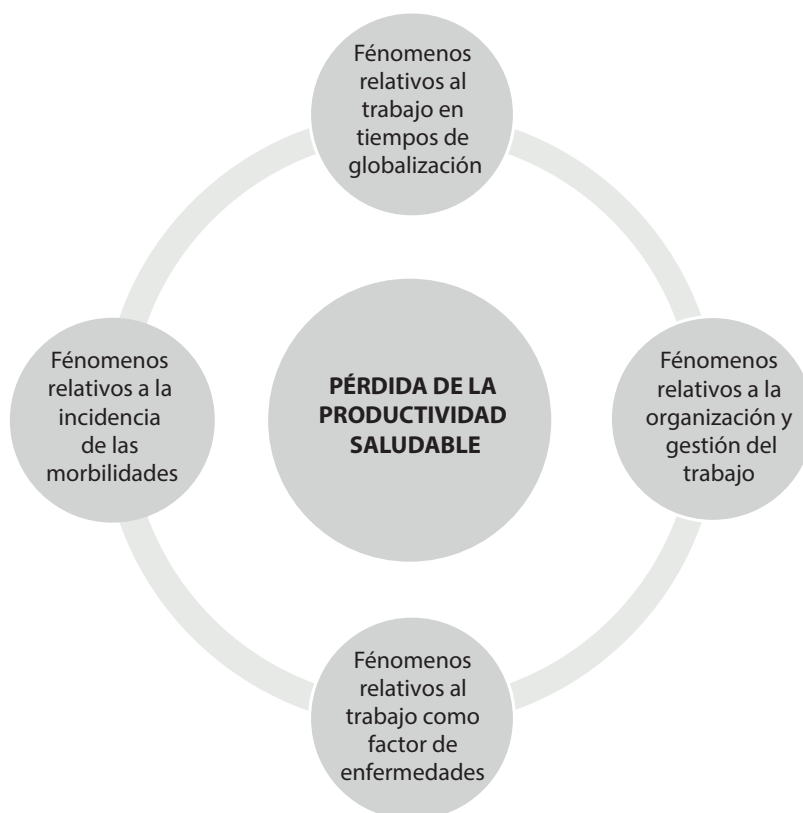 Fénomenos
relativos al
trabajo en
tiempos de
globalización
Fénomenos
relativos a la
incidencia
de las
morbilidades
PÉRDIDA DE LA
PRODUCTIVIDAD
SALUDABLE
Fénomenos
relativos a la
organización y
gestión del
trabajo
Fénomenos
relativos al
trabajo como
factor de
enfermedades